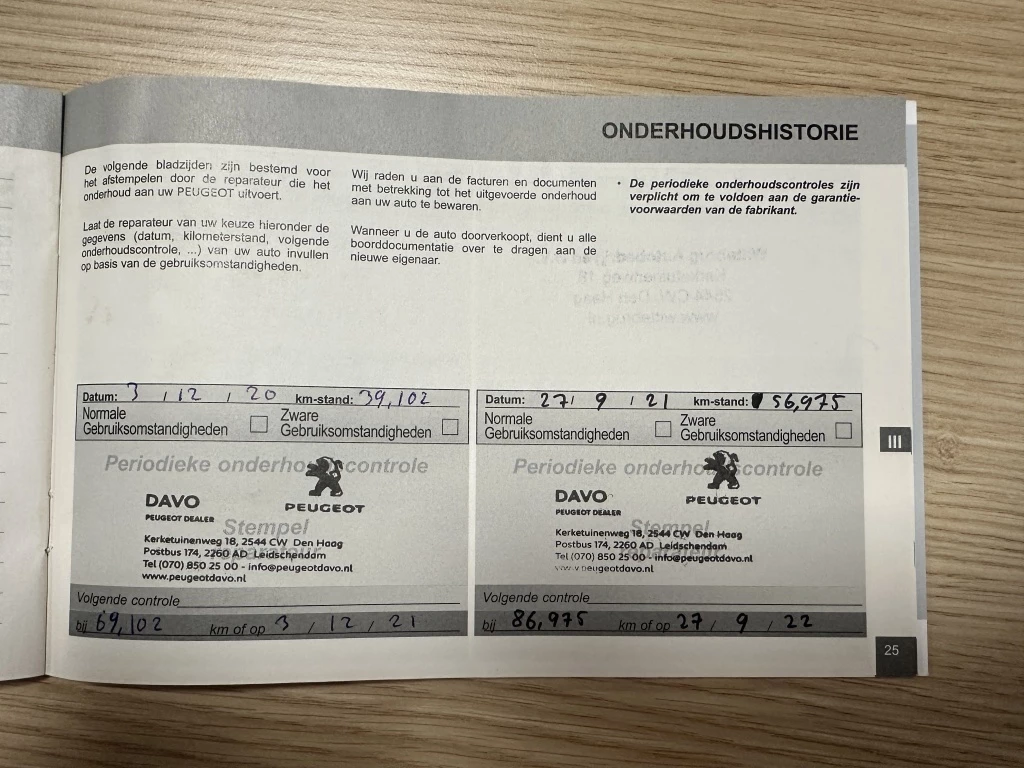 ONDERHOUDSHISTORIE
De volgende bladzijden zijn bestemd voor
het afstempelen door de reparateur die het
onderhoud aan uw PEUGEOT uitvoert.
Laat de reparateur van uw keuze hieronder de
gegevens (datum, kilometerstand, volgende
onderhoudscontrole, ...) van uw auto invullen
op basis van de gebruiksomstandigheden.
Wij raden u aan de facturen en documenten
met betrekking tot het uitgevoerde onderhoud
aan uw auto te bewaren.
Wanneer u de auto doorverkoopt, dient u alle
boorddocumentatie over te dragen aan de
nieuwe eigenaar.
• De periodieke onderhoudscontroles zijn
verplicht om te voldoen aan de garantie-
voorwaarden van de fabrikant.
Datum: 3 / 12 / 20 km-stand: 39,102
Normale
Gebruiksomstandigheden
Zware
Gebruiksomstandigheden
Periodieke onderhoudscontrole
DAVO
PEUGEOT DEALER
PEUGEOT
Stempel
Kerketuinenweg 18, 2544 CW Den Haag
Postbus 174, 2260 AD Leidschendam
Tel (070) 850 25 00 - info@peugeotdavo.nl
www.peugeotdavo.nl
Volgende controle
bij 69,102 km of op 3 / 12 / 21
Datum: 27 / 9 / 21 km-stand: 56,975
Normale
Gebruiksomstandigheden
Zware
Gebruiksomstandigheden
Periodieke onderhoudscontrole
DAVO
PEUGEOT DEALER
PEUGEOT
Stempel
Kerketuinenweg 18, 2544 CW Den Haag
Postbus 174, 2260 AD Leidschendam
Tel (070) 850 25 00 - info@peugeotdavo.nl
www.peugeotdavo.nl
Volgende controle
bij 86,975 km of op 27 / 9 / 22
III
25